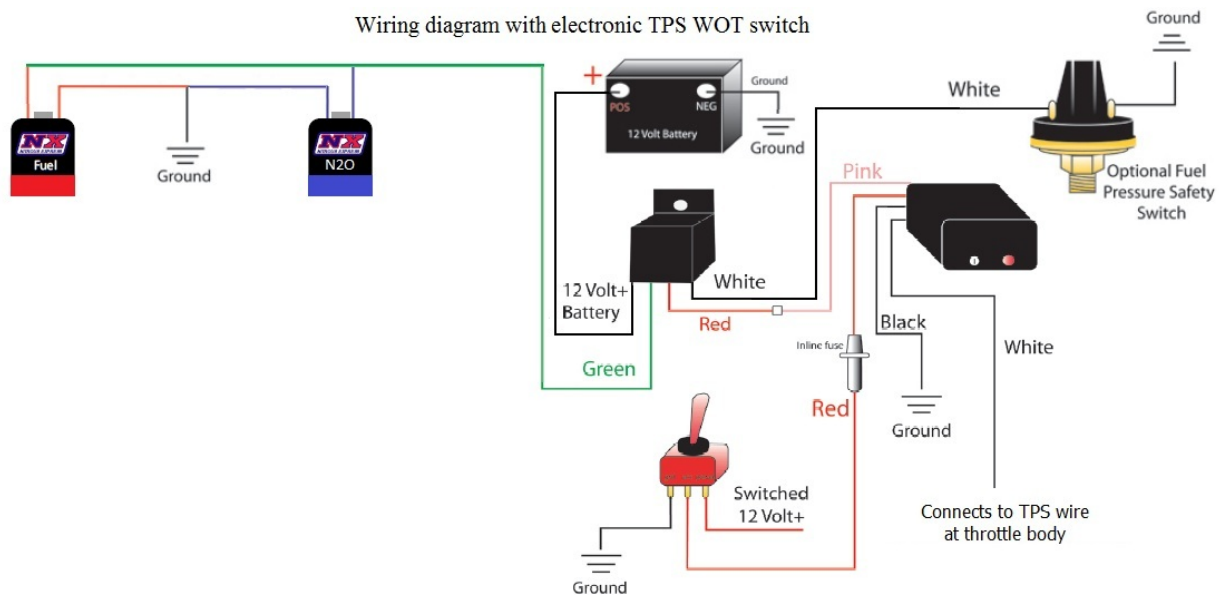 Wiring diagram with electronic TPS WOT switch
Ground
+
POS
NEG
12 Volt Battery
Ground
Ground
White
NX
Fuel
NX
N2O
Ground
Optional Fuel
Pressure Safety
Switch
Pink
12 Volt+
Battery
White
Red
Green
Inline fuse
Red
Black
White
Ground
Switched
12 Volt+
Ground
Connects to TPS wire
at throttle body